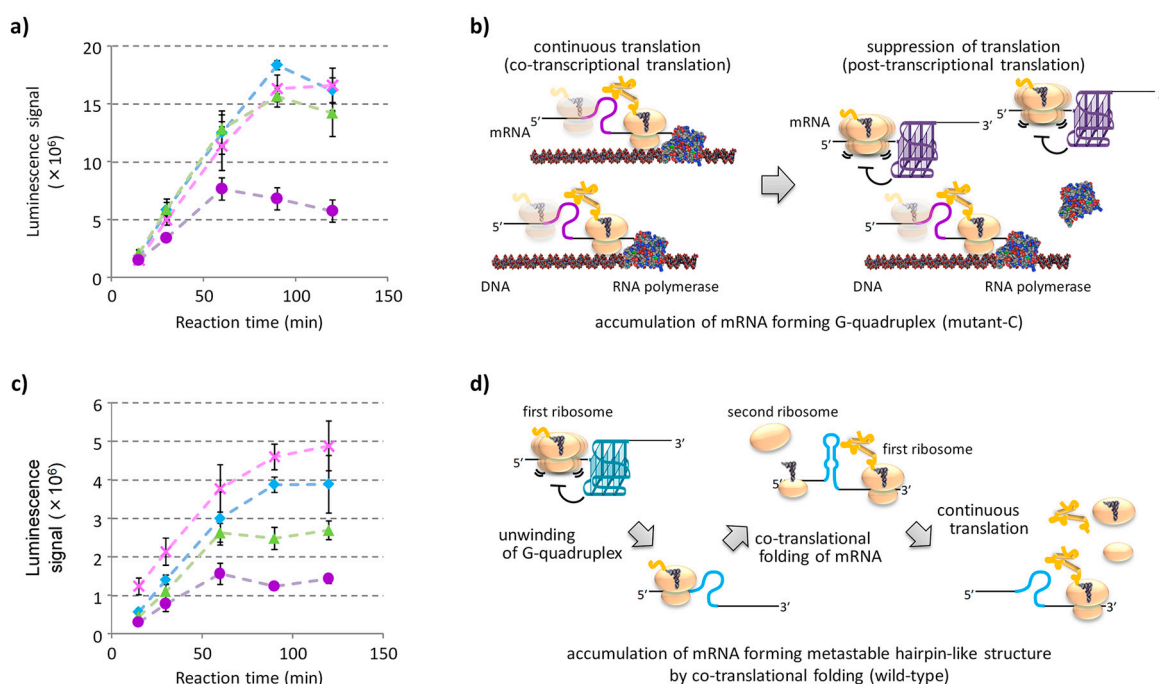 a)
20
15
10
5
0
0
50
100
150
Luminescence signal
(×10⁶)
Reaction time (min)
b)
continuous translation
(co-transcriptional translation)
suppression of translation
(post-transcriptional translation)
5′
mRNA
DNA
RNA polymerase
mRNA
5′
3′
5′
3′
DNA
RNA polymerase
accumulation of mRNA forming G-quadruplex (mutant-C)
c)
6
5
4
3
2
1
0
0
50
100
150
Luminescence
signal (×10⁶)
Reaction time (min)
d)
first ribosome
5′
3′
unwinding
of G-quadruplex
5′
3′
second ribosome
first ribosome
5′
3′
co-translational
folding of mRNA
continuous
translation
5′
3′
accumulation of mRNA forming metastable hairpin-like structure
by co-translational folding (wild-type)